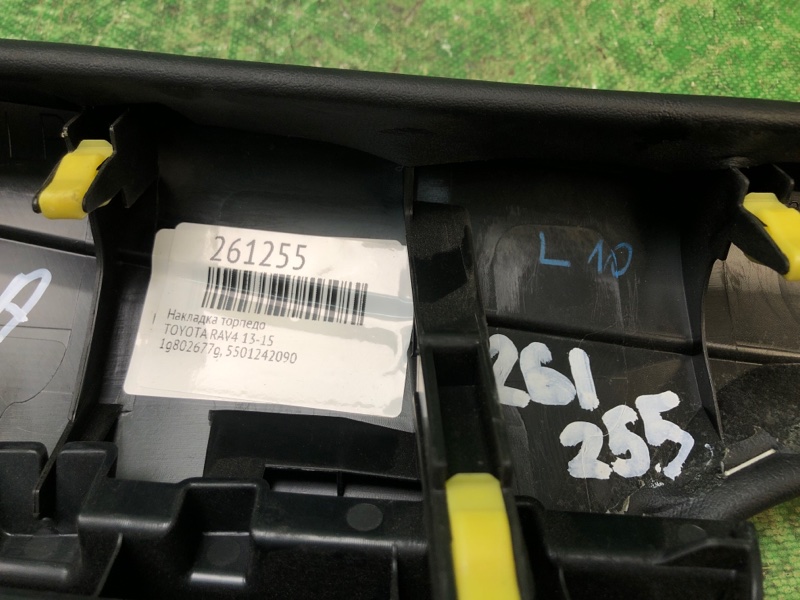 261255
Накладка торпедо
TOYOTA RAV4 13-15
1g802677g, 5501242090
L 10
261
255